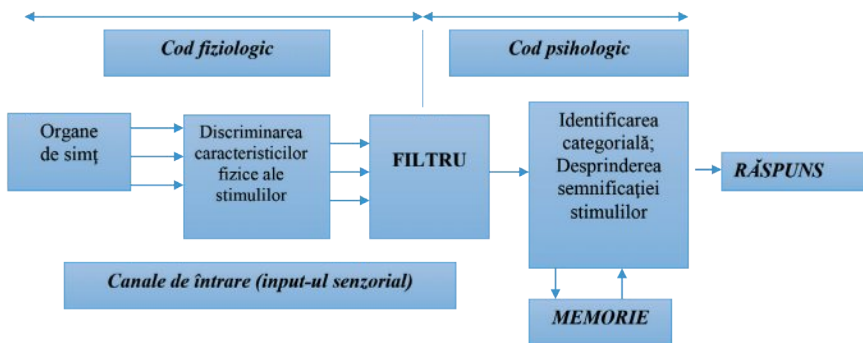 Cod fiziologic
Cod psihologic
Organe
de simț
Discriminarea
caracteristicilor
fizice ale
stimulilor
FILTRU
Identificarea
categorială;
Desprinderea
semnificației
stimulilor
RĂSPUNS
Canale de întrare (input-ul senzorial)
MEMORIE